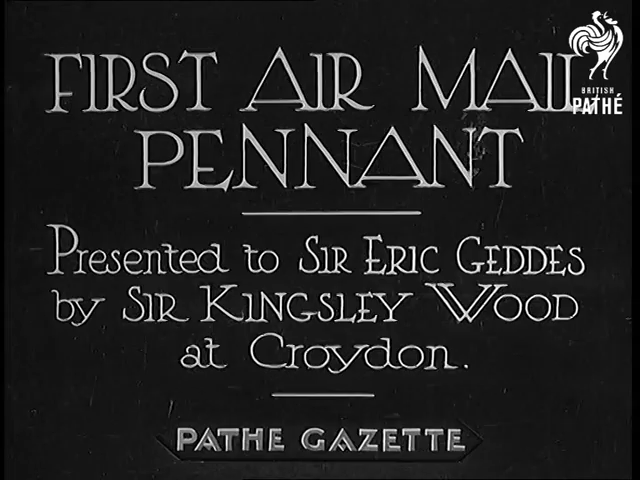 FIRST AIR MAIL
PENNANT
Presented to SIR ERIC GEDDES
by SIR KINGSLEY WOOD
at Croydon.
PATHE GAZETTE
BRITISH
PATHÉ